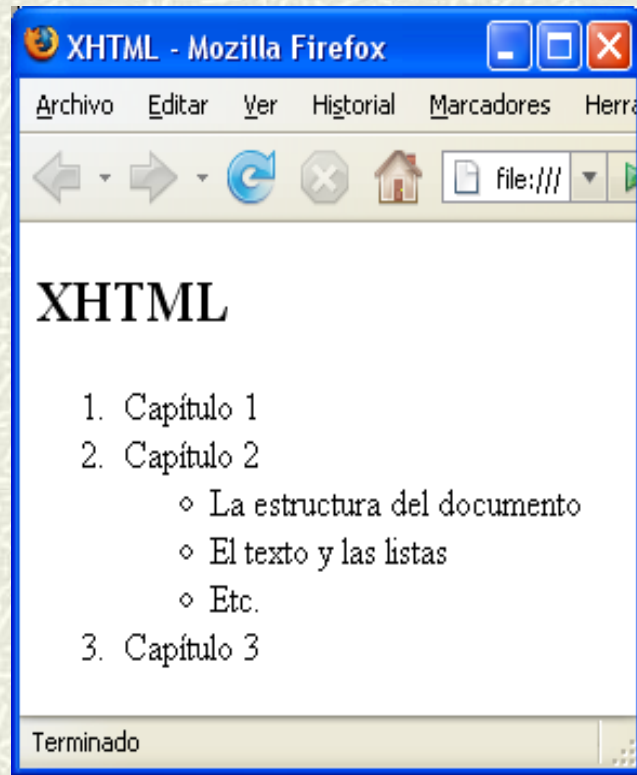 XHTML - Mozilla Firefox
Archivo Editar Ver Historial Marcadores Herra
file:///
XHTML
1. Capítulo 1
2. Capítulo 2
La estructura del documento
El texto y las listas
Etc.
3. Capítulo 3
Terminado